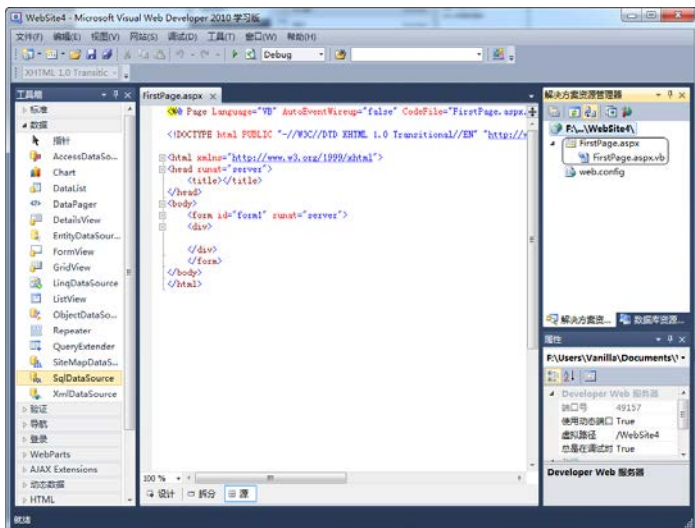 WebSite4 - Microsoft Visual Web Developer 2010 学习版
文件(F) 编辑(E) 视图(V) 网站(S) 调试(D) 工具(T) 窗口(W) 帮助(H)
Debug
XHTML 1.0 Transitic
工具箱
标准
数据
指针
AccessDataSo...
Chart
DataList
DataPager
DetailsView
EntityDataSour...
FormView
GridView
LinqDataSource
ListView
ObjectDataSo...
Repeater
QueryExtender
SiteMapDataS...
SqlDataSource
XmlDataSource
验证
导航
登录
WebParts
AJAX Extensions
动态数据
HTML
FirstPage.aspx
<%@ Page Language="VB" AutoEventWireup="false" CodeFile="FirstPage.aspx.
<!DOCTYPE html PUBLIC "-//W3C//DTD XHTML 1.0 Transitional//EN" "http://w
<html xmlns="http://www.w3.org/1999/xhtml">
<head runat="server">
<title></title>
</head>
<body>
<form id="form1" runat="server">
<div>
</div>
</form>
</body>
</html>
100 %
设计 拆分 源
解决方案资源管理器
F:\...\WebSite4\
FirstPage.aspx
FirstPage.aspx.vb
web.config
解决方案资... 数据库资源...
属性
F:\Users\Vanilla\Documents\
Developer Web 服务器
端口号 49157
使用动态端口 True
虚拟路径 /WebSite4
总是在调试时 True
Developer Web 服务器
就绪